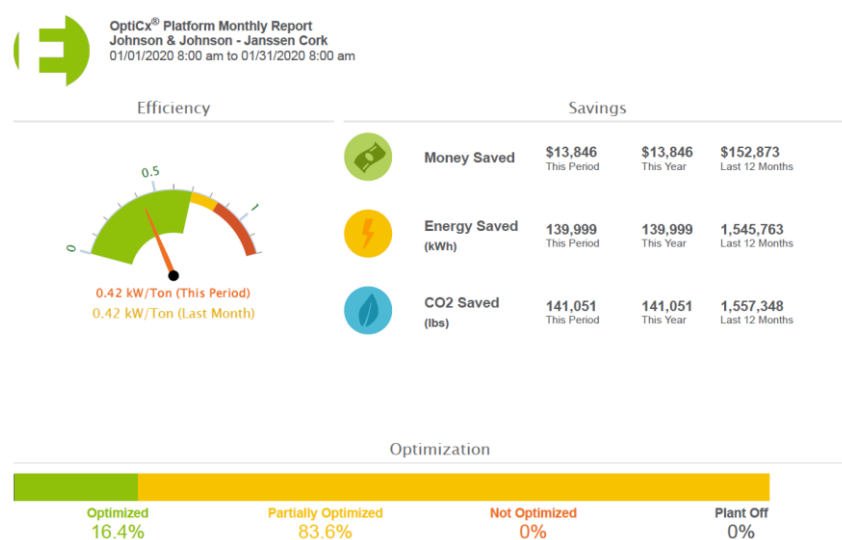 OptiCx® Platform Monthly Report
Johnson & Johnson - Janssen Cork
01/01/2020 8:00 am to 01/31/2020 8:00 am
Efficiency
0
0.5
1
0.42 kW/Ton (This Period)
0.42 kW/Ton (Last Month)
Savings
Money Saved $13,846 $13,846 $152,873
This Period This Year Last 12 Months
Energy Saved 139,999 139,999 1,545,763
(kWh) This Period This Year Last 12 Months
CO2 Saved 141,051 141,051 1,557,348
(lbs) This Period This Year Last 12 Months
Optimization
Optimized Partially Optimized Not Optimized Plant Off
16.4% 83.6% 0% 0%